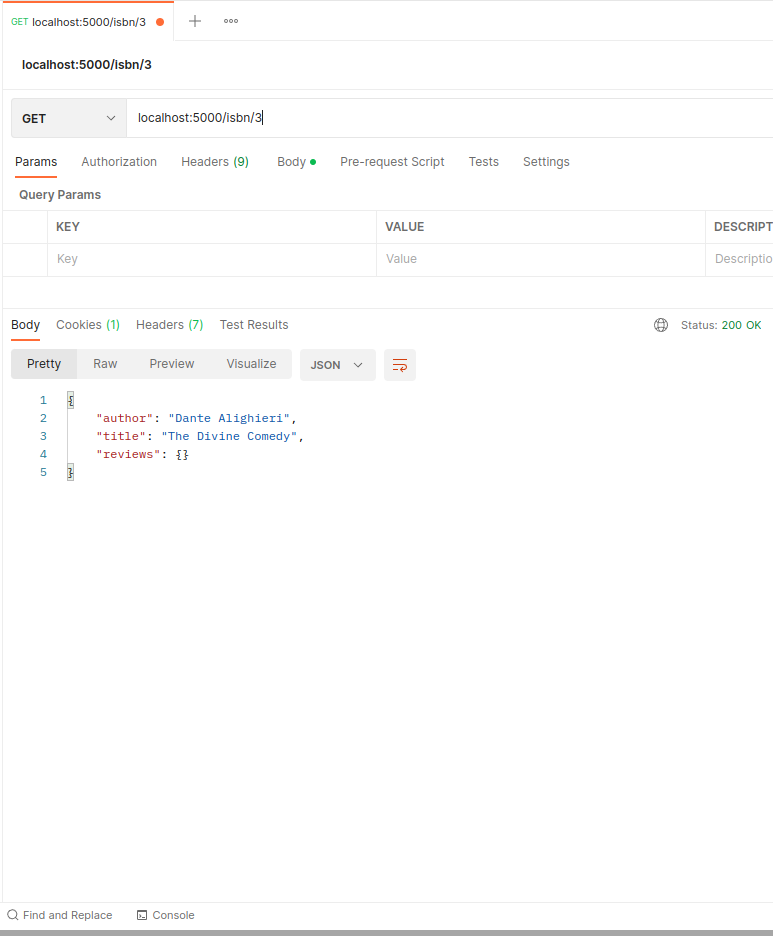 GET localhost:5000/isbn/3
localhost:5000/isbn/3
GET localhost:5000/isbn/3
Params Authorization Headers (9) Body Pre-request Script Tests Settings
Query Params
KEY VALUE DESCRIPT
Key Value Descriptio
Body Cookies (1) Headers (7) Test Results Status: 200 OK
Pretty Raw Preview Visualize JSON
1 {
2 "author": "Dante Alighieri",
3 "title": "The Divine Comedy",
4 "reviews": {}
5 }
Find and Replace Console